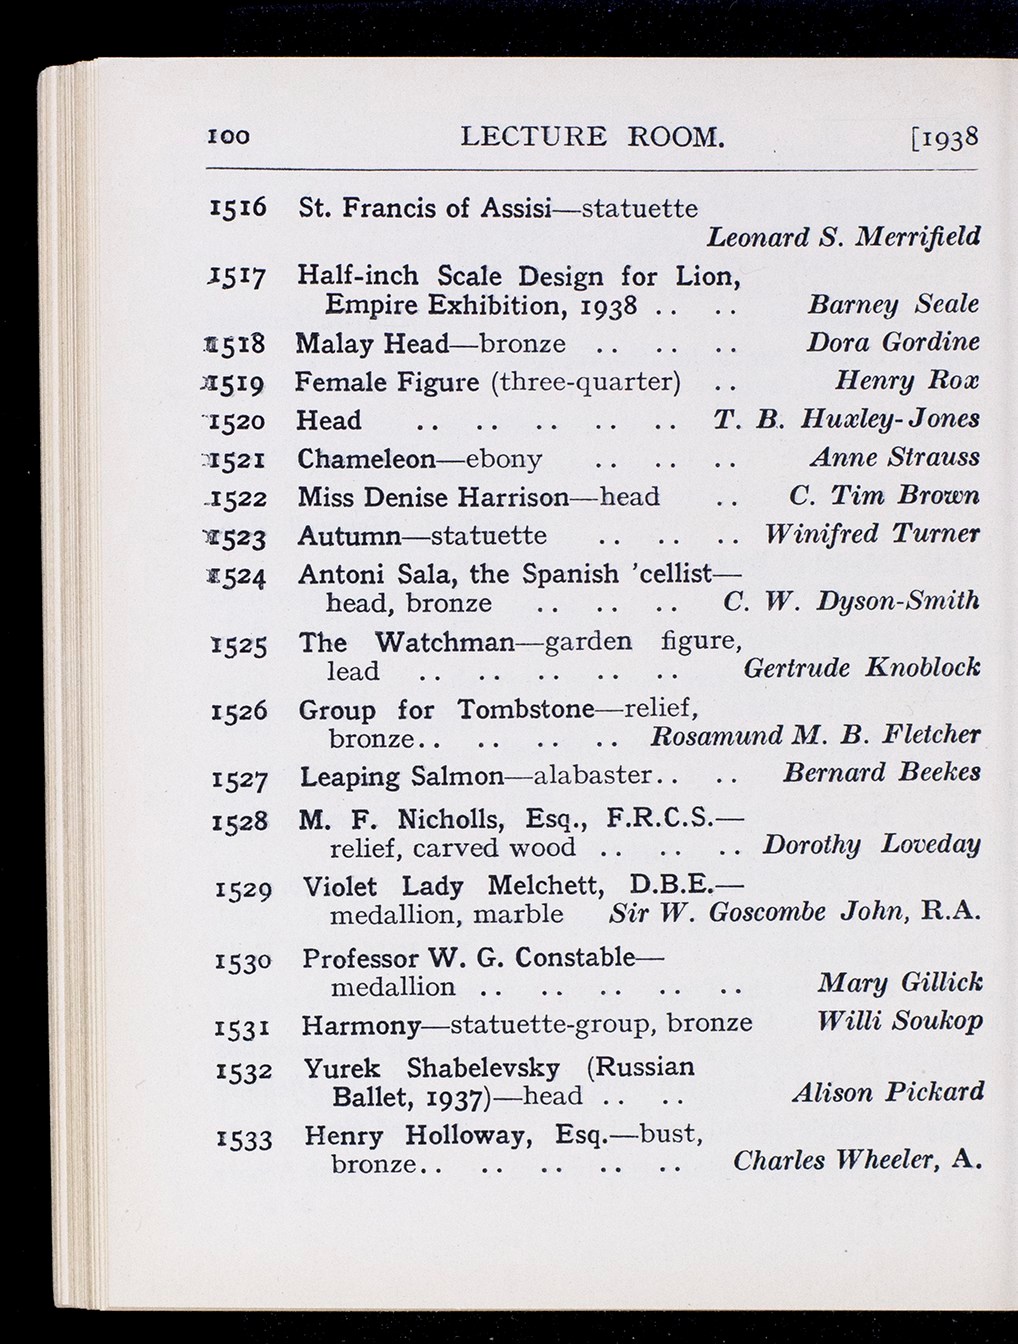 100 LECTURE ROOM. [1938
1516 St. Francis of Assisi—statuette
Leonard S. Merrifield
1517 Half-inch Scale Design for Lion,
Empire Exhibition, 1938 .. .. Barney Seale
1518 Malay Head—bronze .. .. .. Dora Gordine
1519 Female Figure (three-quarter) .. Henry Rox
1520 Head .. .. .. .. .. T. B. Huxley-Jones
1521 Chameleon—ebony .. .. .. Anne Strauss
1522 Miss Denise Harrison—head .. C. Tim Brown
1523 Autumn—statuette .. .. .. Winifred Turner
1524 Antoni Sala, the Spanish 'cellist—
head, bronze .. .. .. C. W. Dyson-Smith
1525 The Watchman—garden figure,
lead .. .. .. .. .. Gertrude Knoblock
1526 Group for Tombstone—relief,
bronze.. .. .. .. Rosamund M. B. Fletcher
1527 Leaping Salmon—alabaster.. .. Bernard Beekes
1528 M. F. Nicholls, Esq., F.R.C.S.—
relief, carved wood .. .. .. Dorothy Loveday
1529 Violet Lady Melchett, D.B.E.—
medallion, marble Sir W. Goscombe John, R.A.
1530 Professor W. G. Constable—
medallion .. .. .. .. .. Mary Gillick
1531 Harmony—statuette-group, bronze Willi Soukop
1532 Yurek Shabelevsky (Russian
Ballet, 1937)—head .. .. Alison Pickard
1533 Henry Holloway, Esq.—bust,
bronze.. .. .. .. .. Charles Wheeler, A.